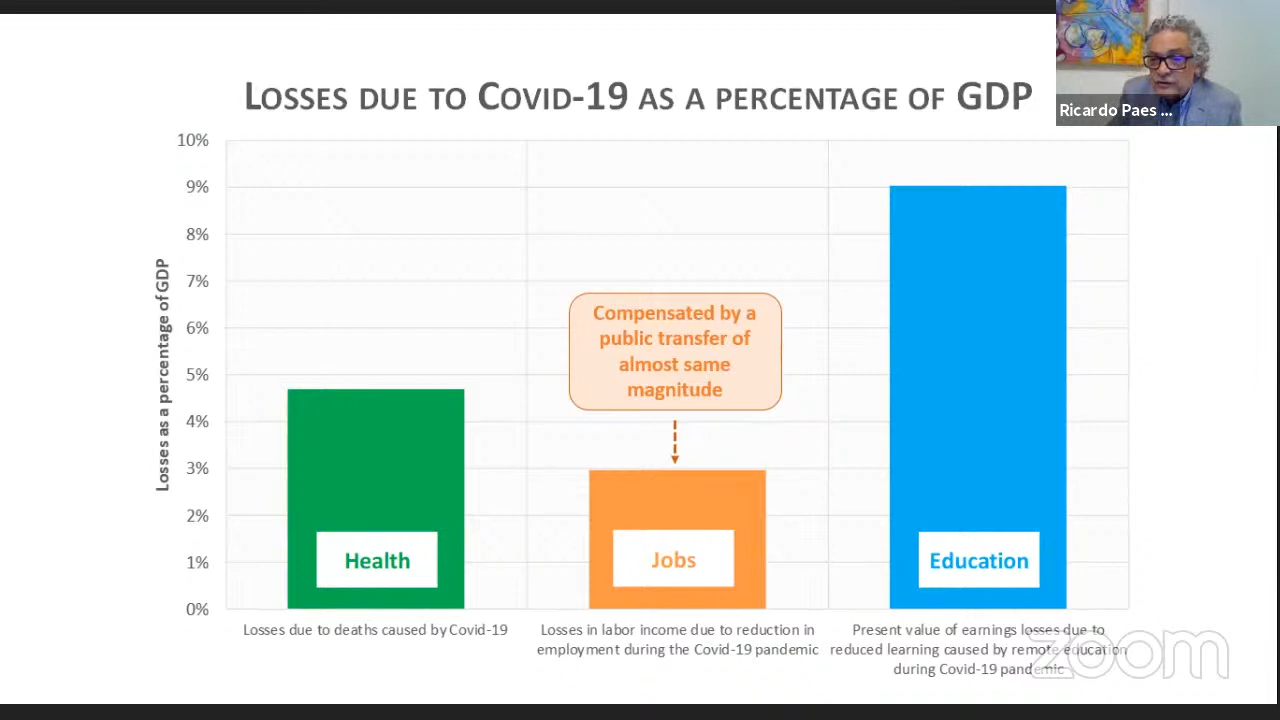 LOSSES DUE TO COVID-19 AS A PERCENTAGE OF GDP
Ricardo Paes ...
Losses as a percentage of GDP
10%
9%
8%
7%
6%
5%
4%
3%
2%
1%
0%
Compensated by a
public transfer of
almost same
magnitude
Health
Jobs
Education
Losses due to deaths caused by Covid-19
Losses in labor income due to reduction in
employment during the Covid-19 pandemic
Present value of earnings losses due to
reduced learning caused by remote education
during Covid-19 pandemic
zoom